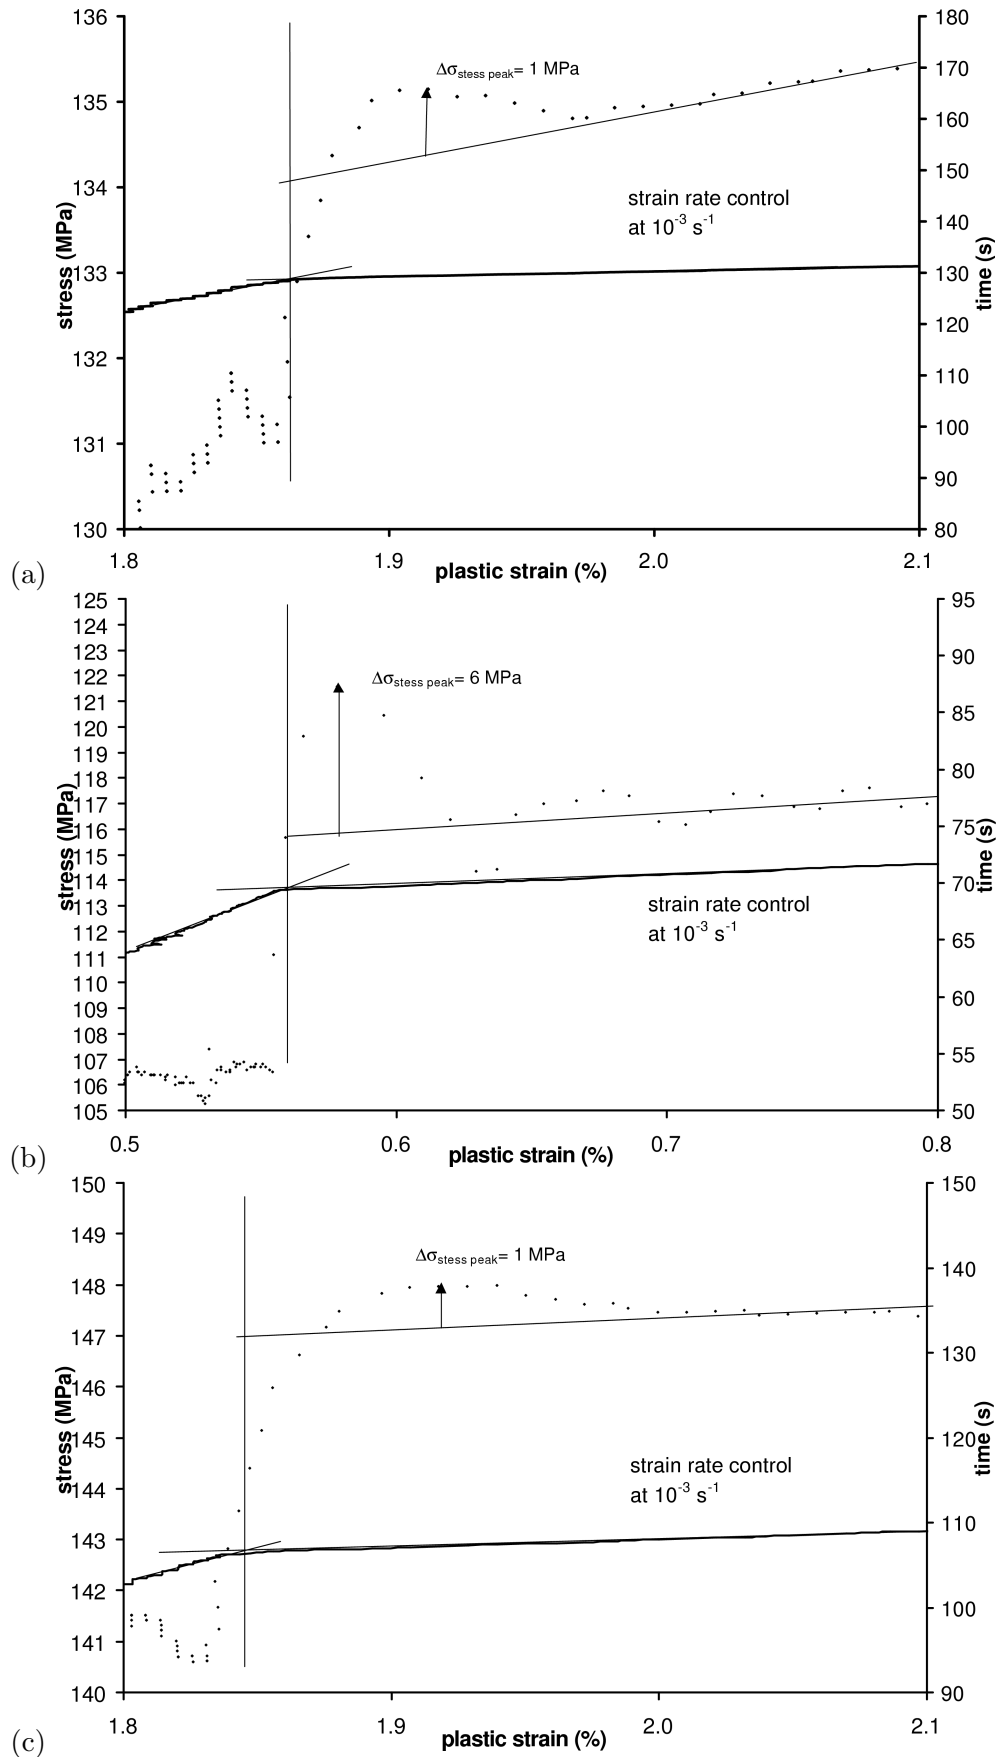 136
135
134
133
132
131
130
180
170
160
150
140
130
120
110
100
90
80
Δσstess peak= 1 MPa
strain rate control
at 10-3 s-1
stress (MPa)
time (s)
1.8 1.9 2.0 2.1
plastic strain (%)
(a)
125
124
123
122
121
120
119
118
117
116
115
114
113
112
111
110
109
108
107
106
105
95
90
85
80
75
70
65
60
55
50
Δσstess peak= 6 MPa
strain rate control
at 10-3 s-1
stress (MPa)
time (s)
0.5 0.6 0.7 0.8
plastic strain (%)
(b)
150
149
148
147
146
145
144
143
142
141
140
150
140
130
120
110
100
90
Δσstess peak= 1 MPa
strain rate control
at 10-3 s-1
stress (MPa)
time (s)
1.8 1.9 2.0 2.1
plastic strain (%)
(c)